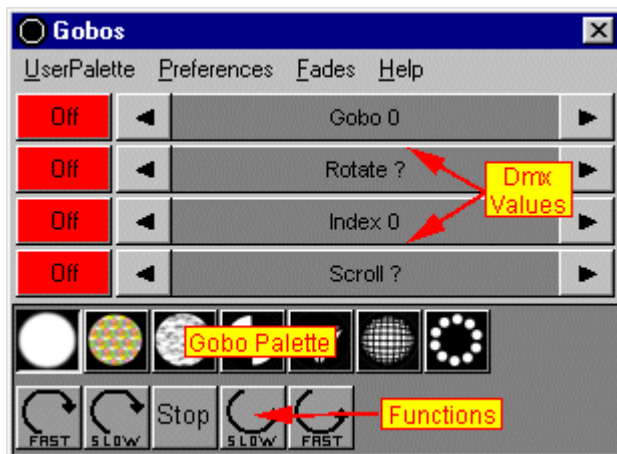 Gobos
UserPalette Preferences Fades Help
Off Gobo 0
Off Rotate ?
Dmx
Values
Off Index 0
Off Scroll ?
Gobo Palette
FAST SLOW Stop SLOW FAST
Functions